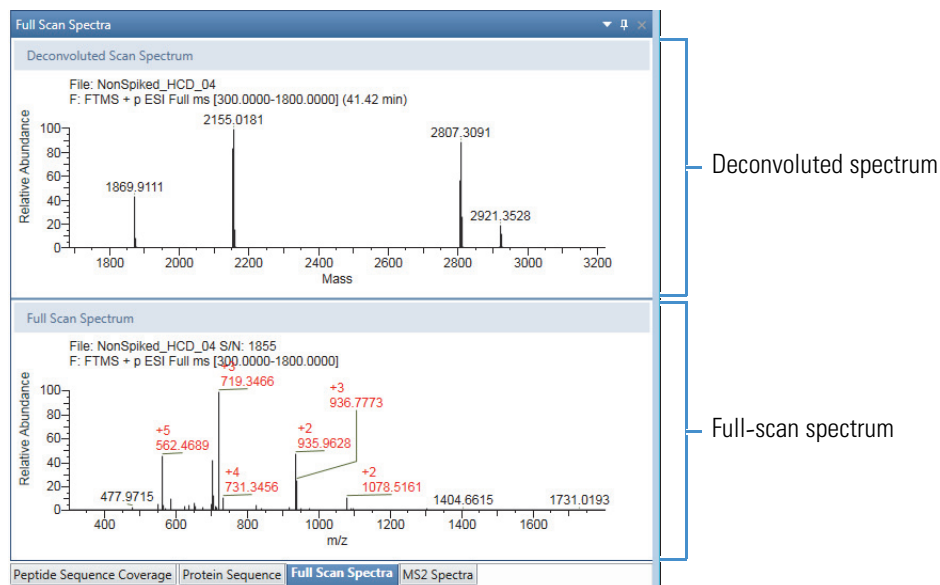 Full Scan Spectra
Deconvoluted Scan Spectrum
File: NonSpiked_HCD_04
F: FTMS + p ESI Full ms [300.0000-1800.0000] (41.42 min)
Relative Abundance
100
80
60
40
20
0
2155.0181
2807.3091
1869.9111
2921.3528
1800 2000 2200 2400 2600 2800 3000 3200
Mass
Deconvoluted spectrum
Full Scan Spectrum
File: NonSpiked_HCD_04 S/N: 1855
F: FTMS + p ESI Full ms [300.0000-1800.0000]
Relative Abundance
100
80
60
40
20
0
+3
719.3466
+3
936.7773
+5
562.4689
+2
935.9628
+4
731.3456
+2
1078.5161
477.9715
1404.6615
1731.0193
400 600 800 1000 1200 1400 1600
m/z
Full-scan spectrum
Peptide Sequence Coverage Protein Sequence Full Scan Spectra MS2 Spectra